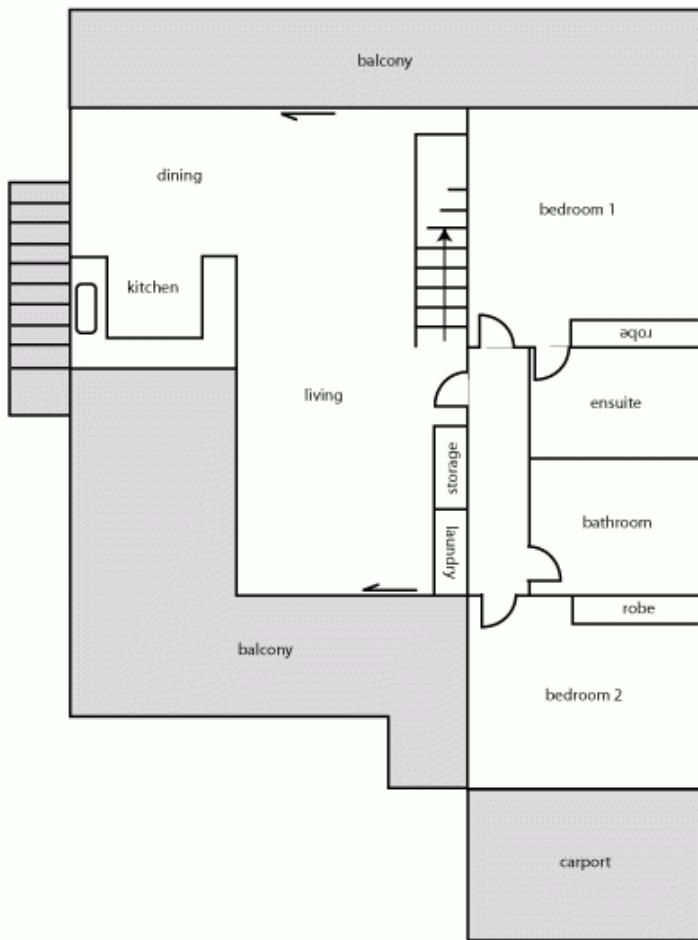 balcony
dining
bedroom 1
kitchen
robe
living
ensuite
storage
bathroom
laundry
robe
balcony
bedroom 2
carport